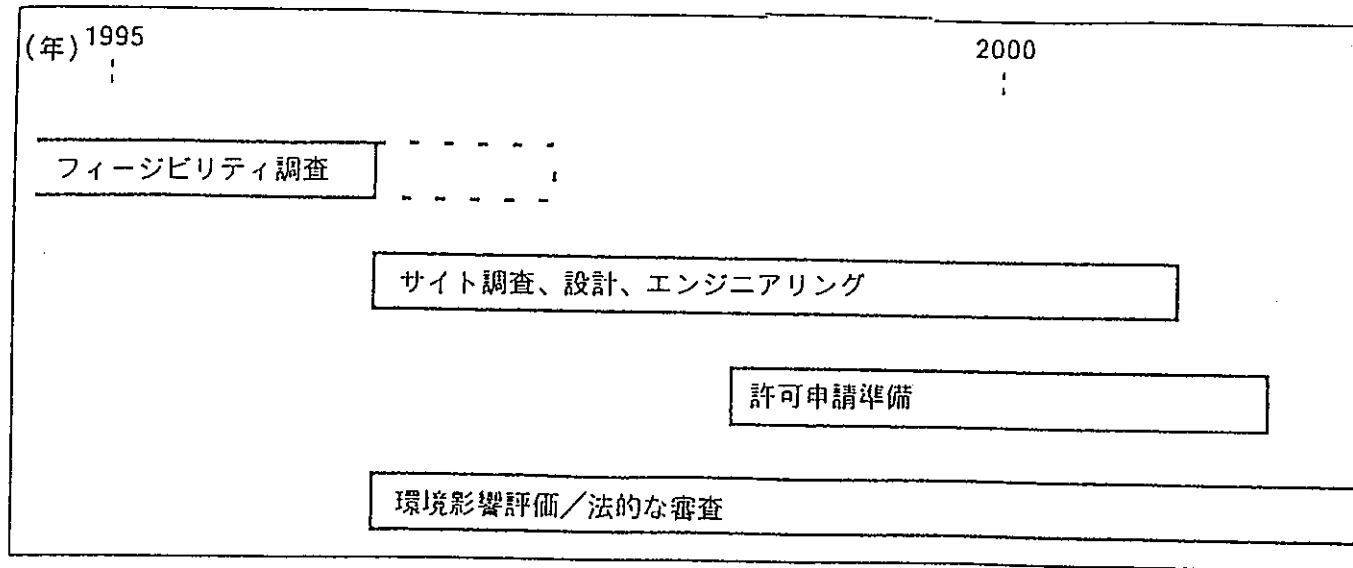 (年) 1995 2000
フィージビリティ調査
サイト調査、設計、エンジニアリング
許可申請準備
環境影響評価／法的な審査